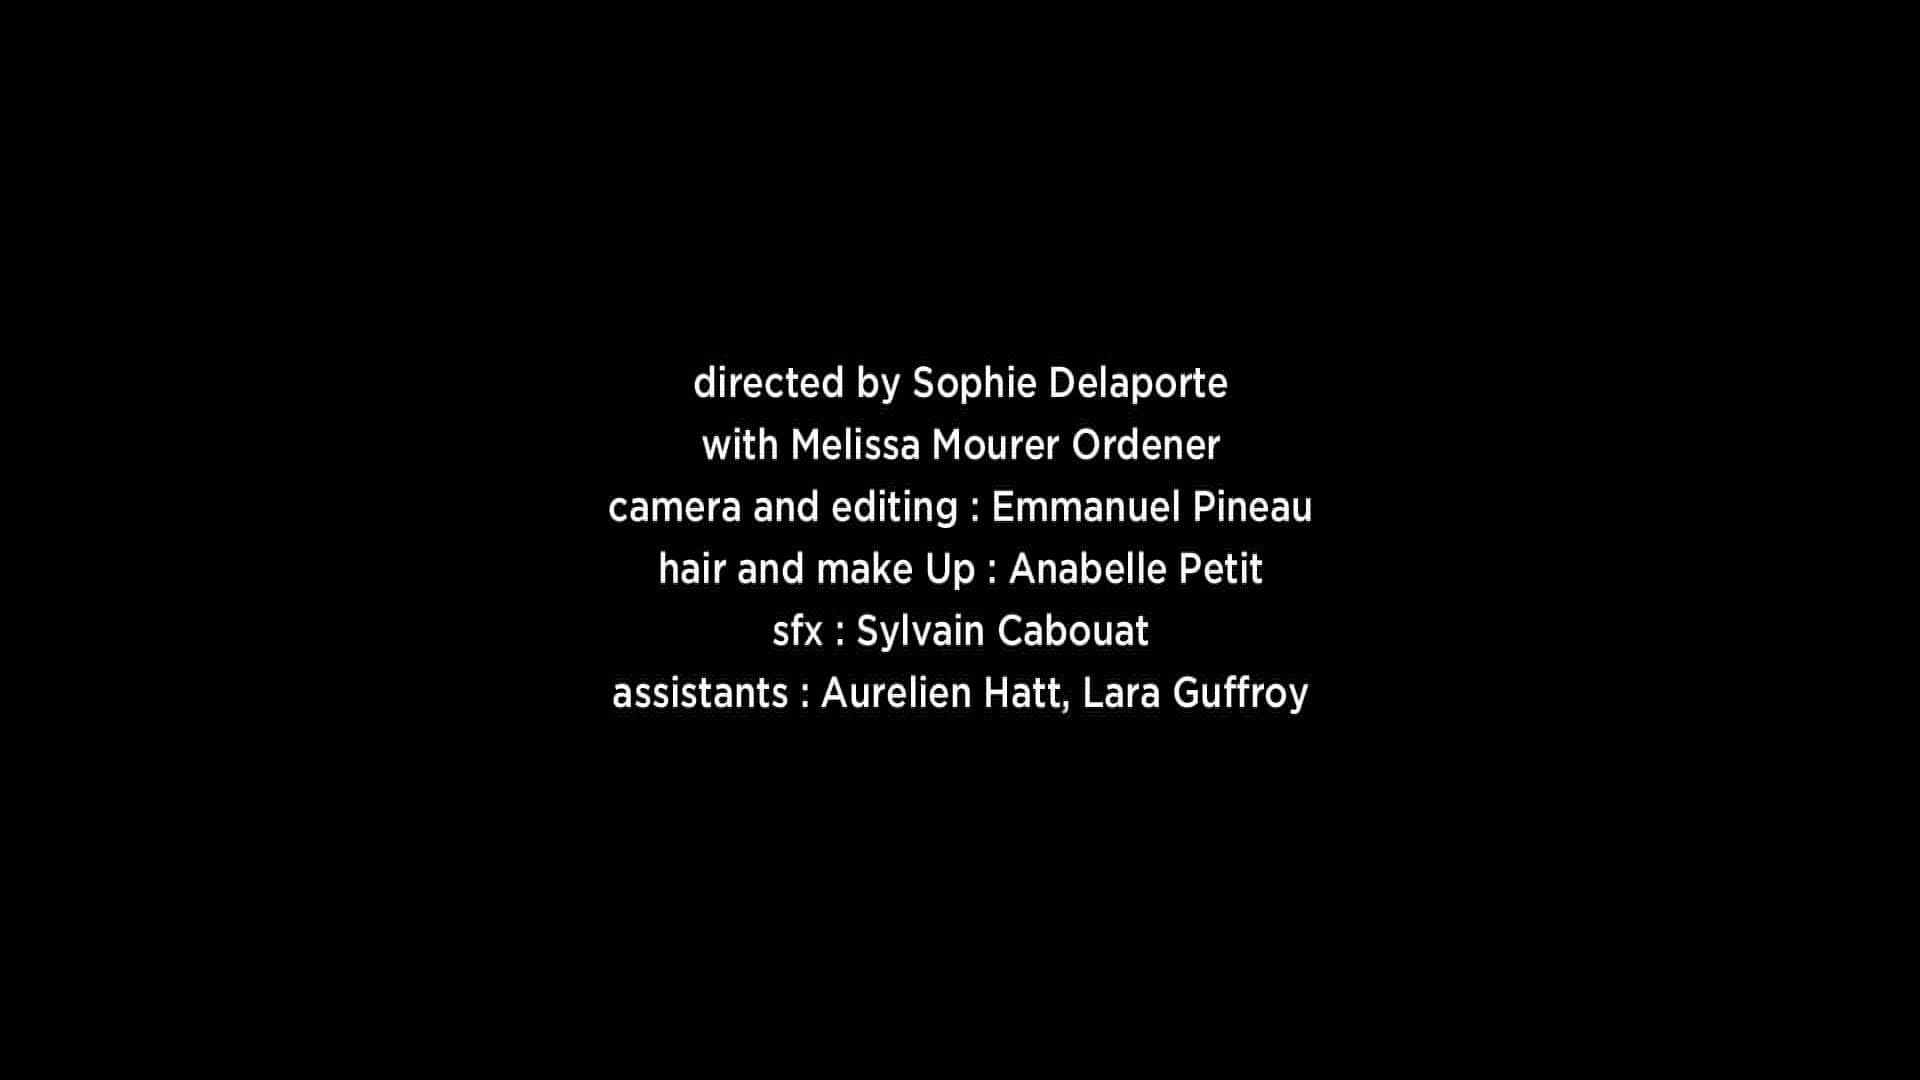 directed by Sophie Delaporte
with Melissa Mourer Ordener
camera and editing : Emmanuel Pineau
hair and make Up : Anabelle Petit
sfx : Sylvain Cabouat
assistants : Aurelien Hatt, Lara Guffroy